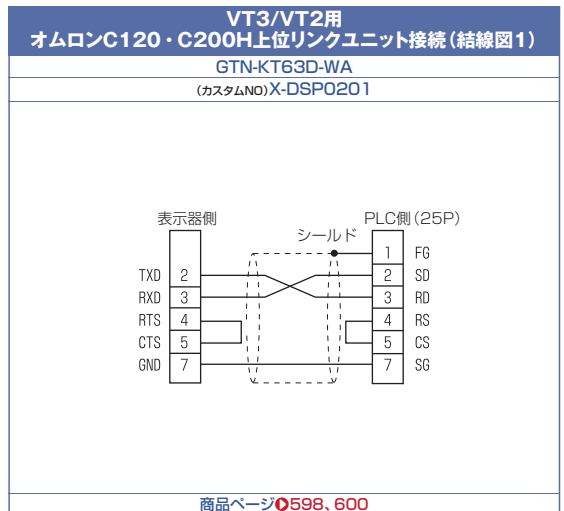 VT3/VT2用
オムロンC120・C200H上位リンクユニット接続（結線図1）
GTN-KT63D-WA
（カスタムNO）X-DSP0201
表示器側
シールド
PLC側（25P）
1 FG
TXD 2 2 SD
RXD 3 3 RD
RTS 4 4 RS
CTS 5 5 CS
GND 7 7 SG
商品ページ 598、600